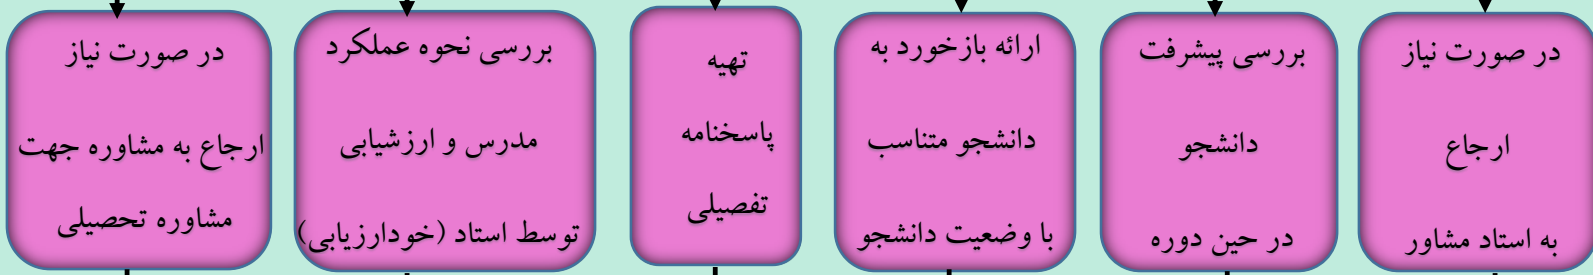 در صورت نیاز
ارجاع
به استاد مشاور
بررسی پیشرفت
دانشجو
در حین دوره
ارائه بازخورد به
دانشجو متناسب
با وضعیت دانشجو
تهیه
پاسخنامه
تفصیلی
بررسی نحوه عملکرد
مدرس و ارزشیابی
توسط استاد (خودارزیابی)
در صورت نیاز
ارجاع به مشاوره جهت
مشاوره تحصیلی